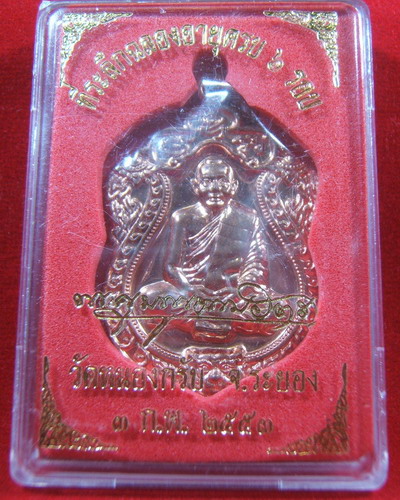 ที่ระลึกฉลองอายุครบ ๖ รอบ
วัดหนองกรับ จ.ระยอง
๓ ก.ค. ๒๕๕๓